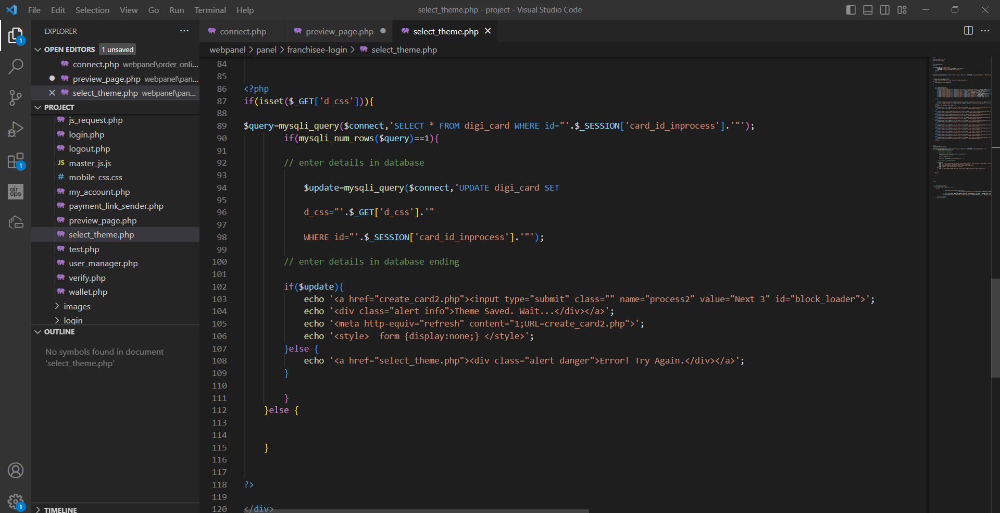 File Edit Selection View Go Run Terminal Help
select_theme.php - project - Visual Studio Code
EXPLORER
OPEN EDITORS 1 unsaved
connect.php webpanel\order_onli...
preview_page.php webpanel\pan...
select_theme.php webpanel\pan...
PROJECT
js_request.php
login.php
logout.php
JS master_js.js
# mobile_css.css
my_account.php
payment_link_sender.php
preview_page.php
select_theme.php
test.php
user_manager.php
verify.php
wallet.php
images
login
OUTLINE
No symbols found in document
'select_theme.php'
TIMELINE
1
1
air
ops
1
connect.php preview_page.php select_theme.php
webpanel > panel > franchisee-login > select_theme.php
84
85
86 <?php
87 if(isset($_GET['d_css'])){
88
89 $query=mysqli_query($connect,'SELECT * FROM digi_card WHERE id="'.$_SESSION['card_id_inprocess'].'"');
90 if(mysqli_num_rows($query)==1){
91
92 // enter details in database
93
94 $update=mysqli_query($connect,'UPDATE digi_card SET
95
96 d_css="'.$_GET['d_css'].'"
97
98 WHERE id="'.$_SESSION['card_id_inprocess'].'"');
99
100 // enter details in database ending
101
102 if($update){
103 echo '<a href="create_card2.php"><input type="submit" class="" name="process2" value="Next 3" id="block_loader">';
104 echo '<div class="alert info">Theme Saved. Wait...</div></a>';
105 echo '<meta http-equiv="refresh" content="1;URL=create_card2.php">';
106 echo '<style>  form {display:none;} </style>';
107 }else {
108 echo '<a href="select_theme.php"><div class="alert danger">Error! Try Again.</div></a>';
109 }
110
111 }
112 }else {
113
114
115 }
116
117
118 ?>
119
120 </div>